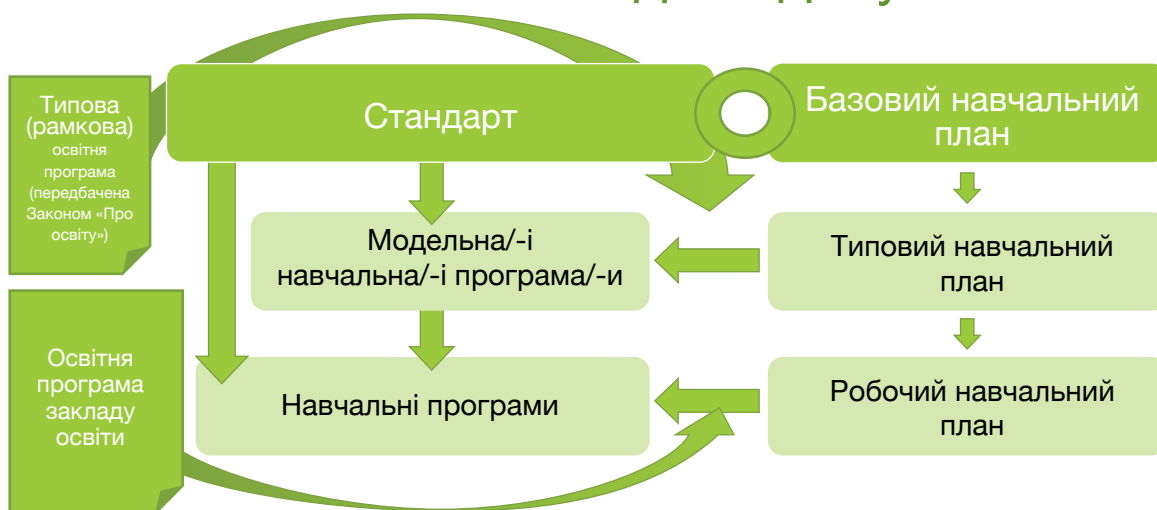 Типова
(рамкова)
освітня
програма
(передбачена
Законом «Про
освіту»)
Стандарт
Базовий навчальний
план
Модельна/-і
навчальна/-і програма/-и
Типовий навчальний
план
Освітня
програма
закладу
освіти
Навчальні програми
Робочий навчальний
план